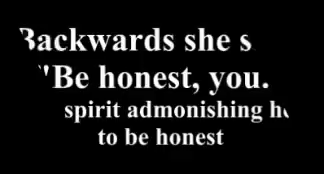 Backwards she
"Be honest, you.
spirit admonishing
to be honest